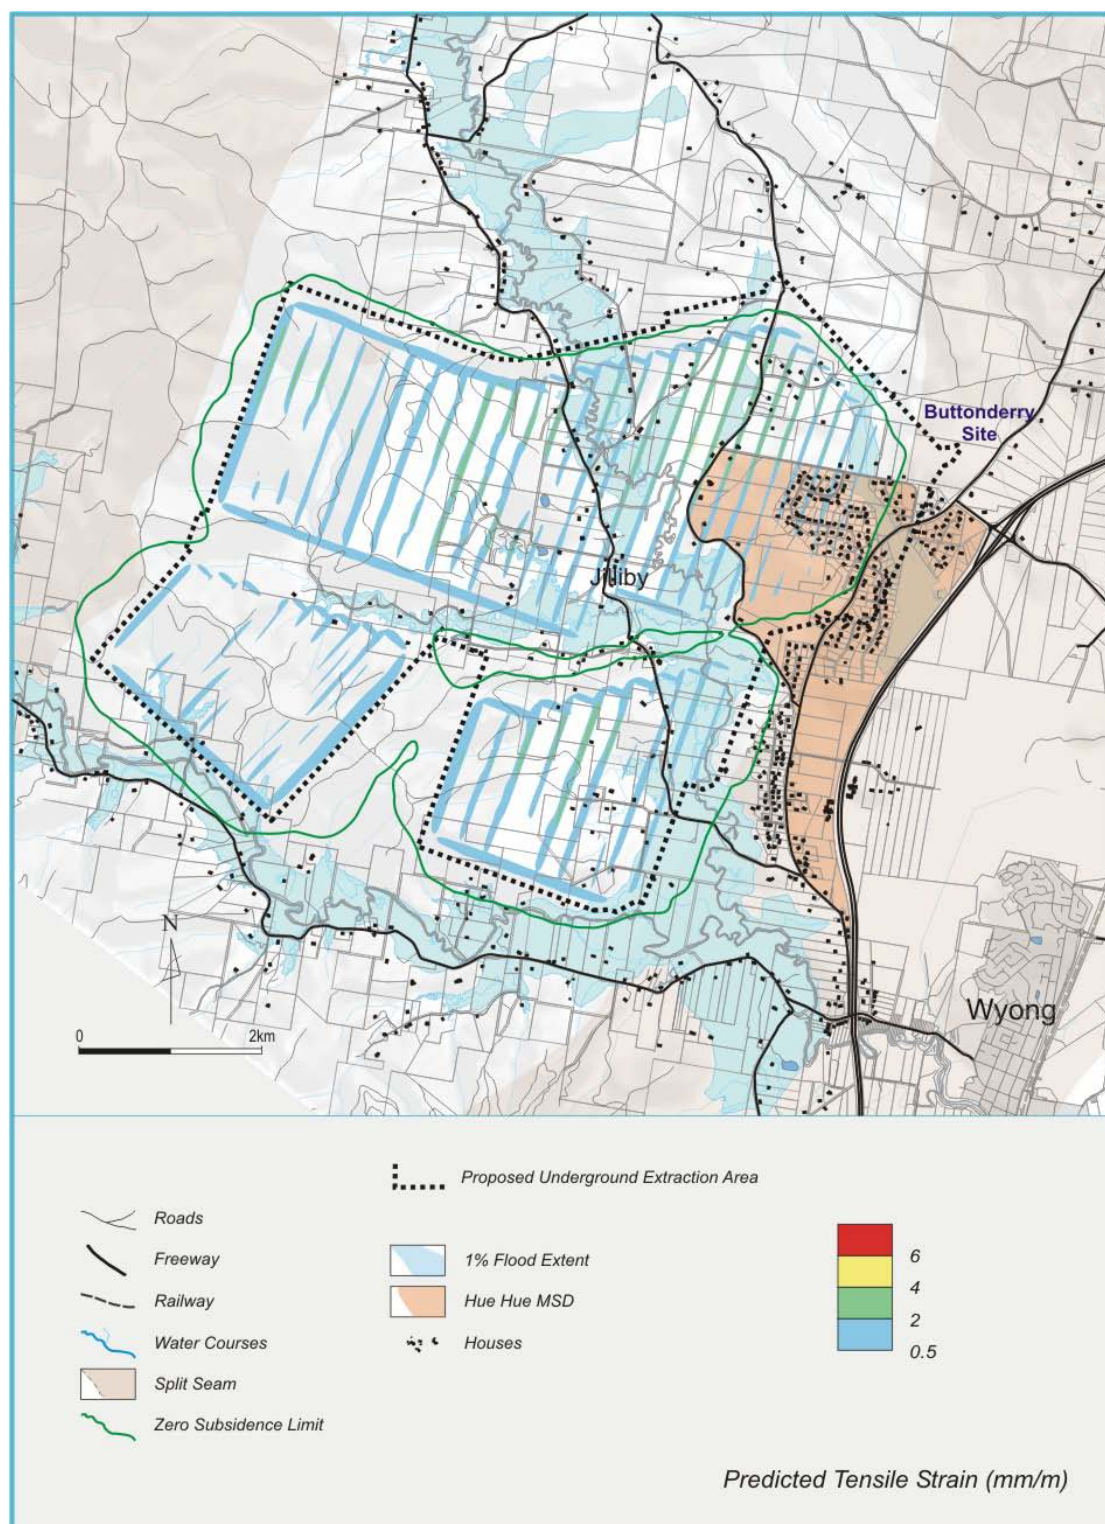 Buttonderry
Site
Jilliby
N
0 2km
Wyong
Proposed Underground Extraction Area
Roads
Freeway
Railway
Water Courses
Split Seam
Zero Subsidence Limit
1% Flood Extent
Hue Hue MSD
Houses
6
4
2
0.5
Predicted Tensile Strain (mm/m)